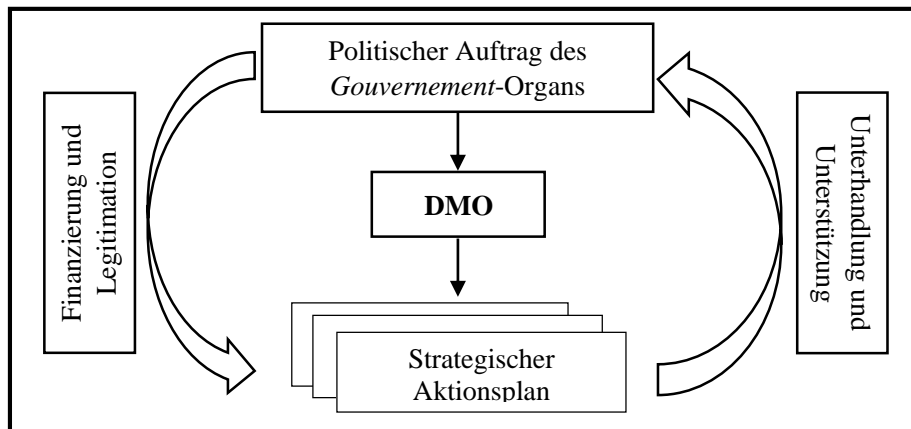 Politischer Auftrag des
Gouvernement-Organs
Finanzierung und
Legitimation
DMO
Unterhandlung und
Unterstützung
Strategischer
Aktionsplan